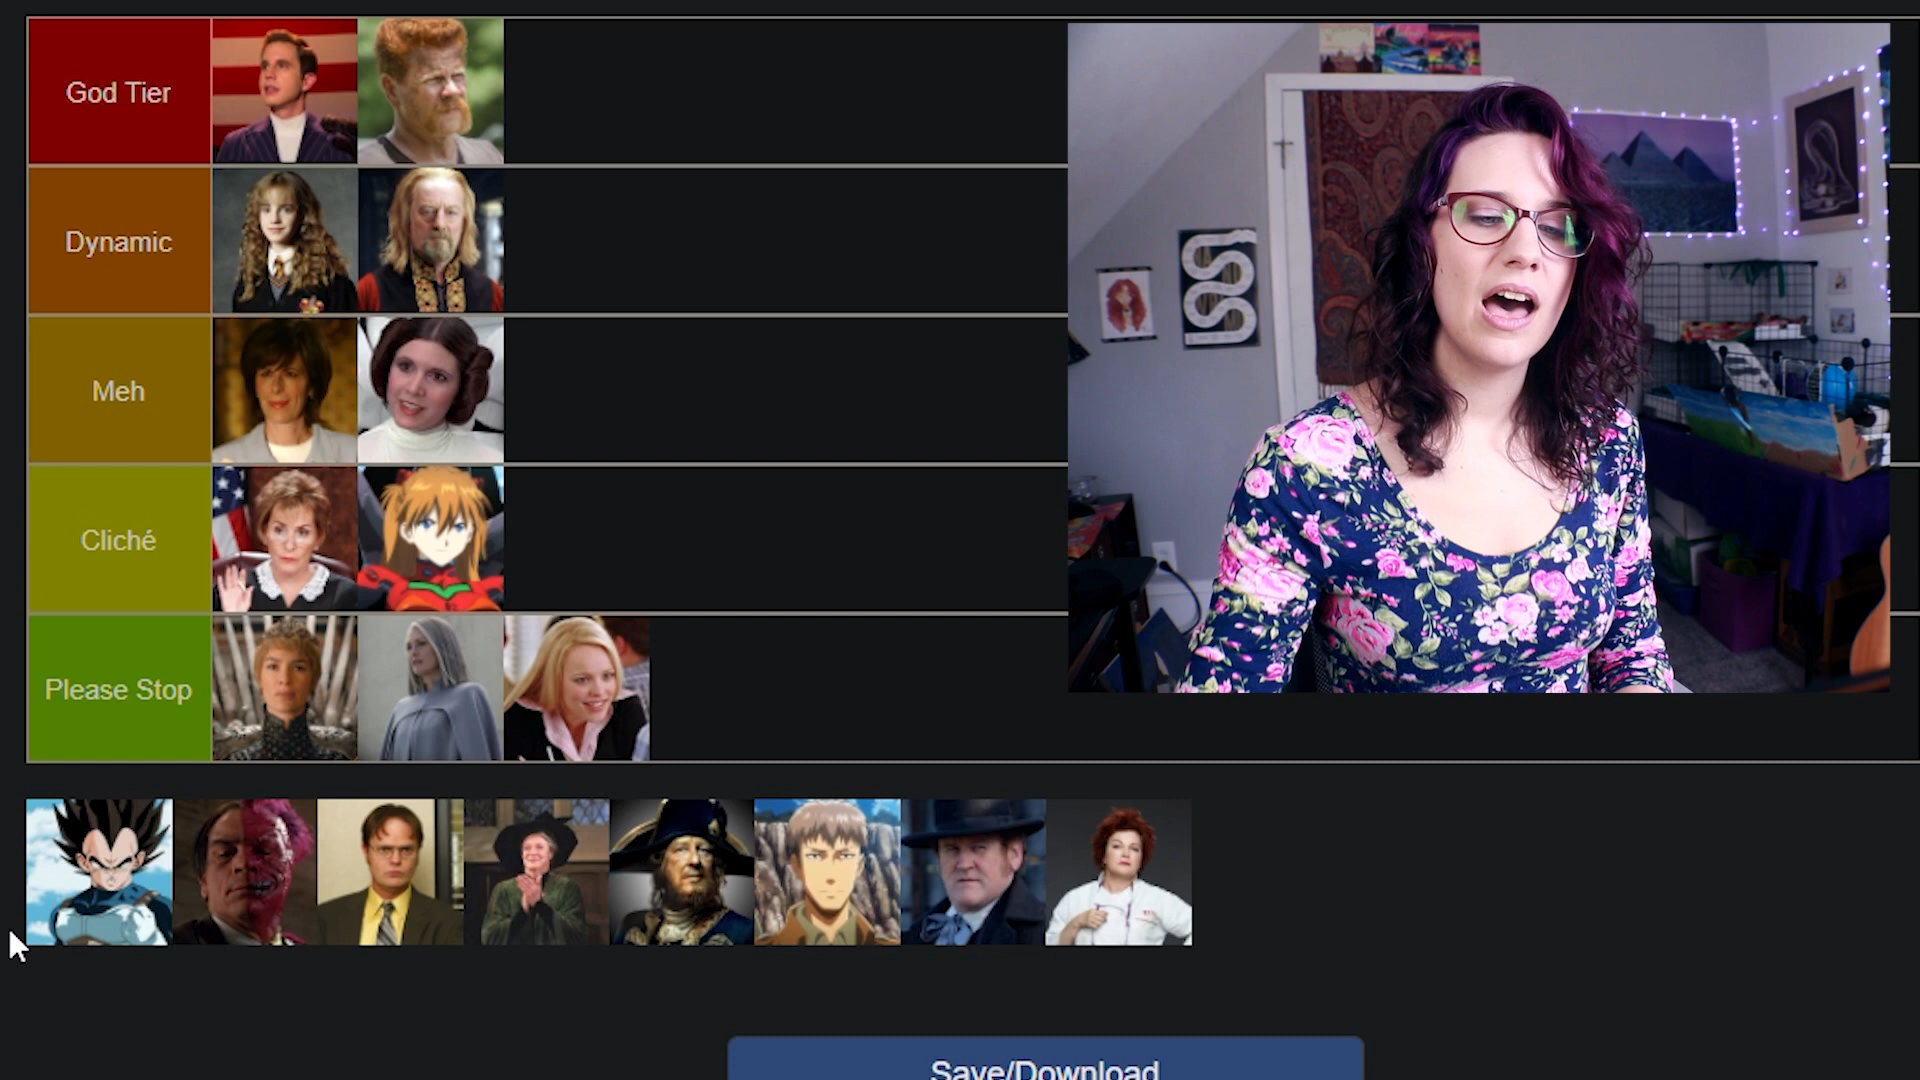 God Tier
Dynamic
Meh
Cliché
Please Stop
Save/Download